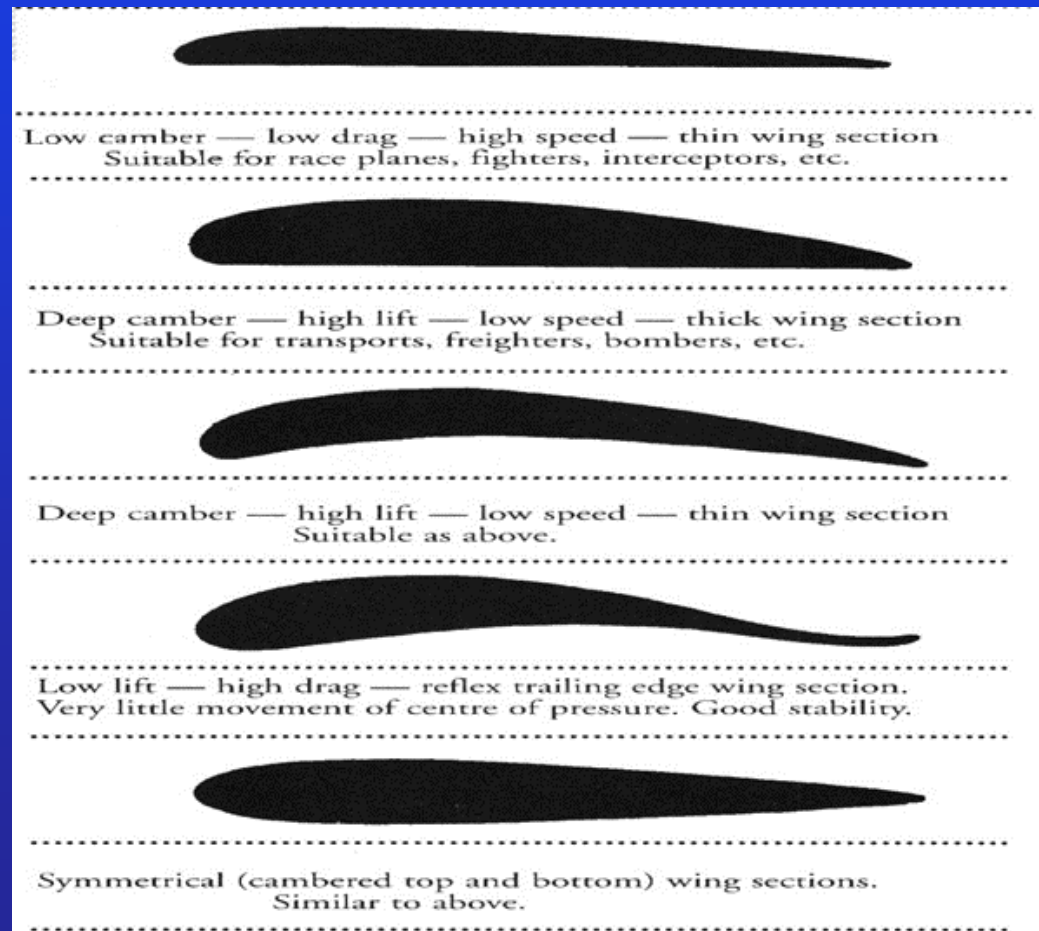 Low camber — low drag — high speed — thin wing section
Suitable for race planes, fighters, interceptors, etc.
Deep camber — high lift — low speed — thick wing section
Suitable for transports, freighters, bombers, etc.
Deep camber — high lift — low speed — thin wing section
Suitable as above.
Low lift — high drag — reflex trailing edge wing section.
Very little movement of centre of pressure. Good stability.
Symmetrical (cambered top and bottom) wing sections.
Similar to above.